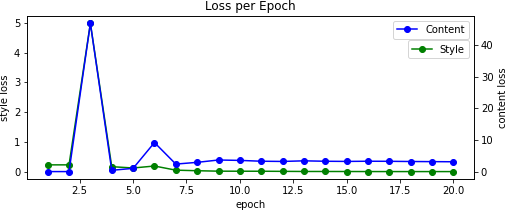 Loss per Epoch
5
4
3
2
1
0
style loss
40
30
20
10
0
content loss
Content
Style
2.5 5.0 7.5 10.0 12.5 15.0 17.5 20.0
epoch